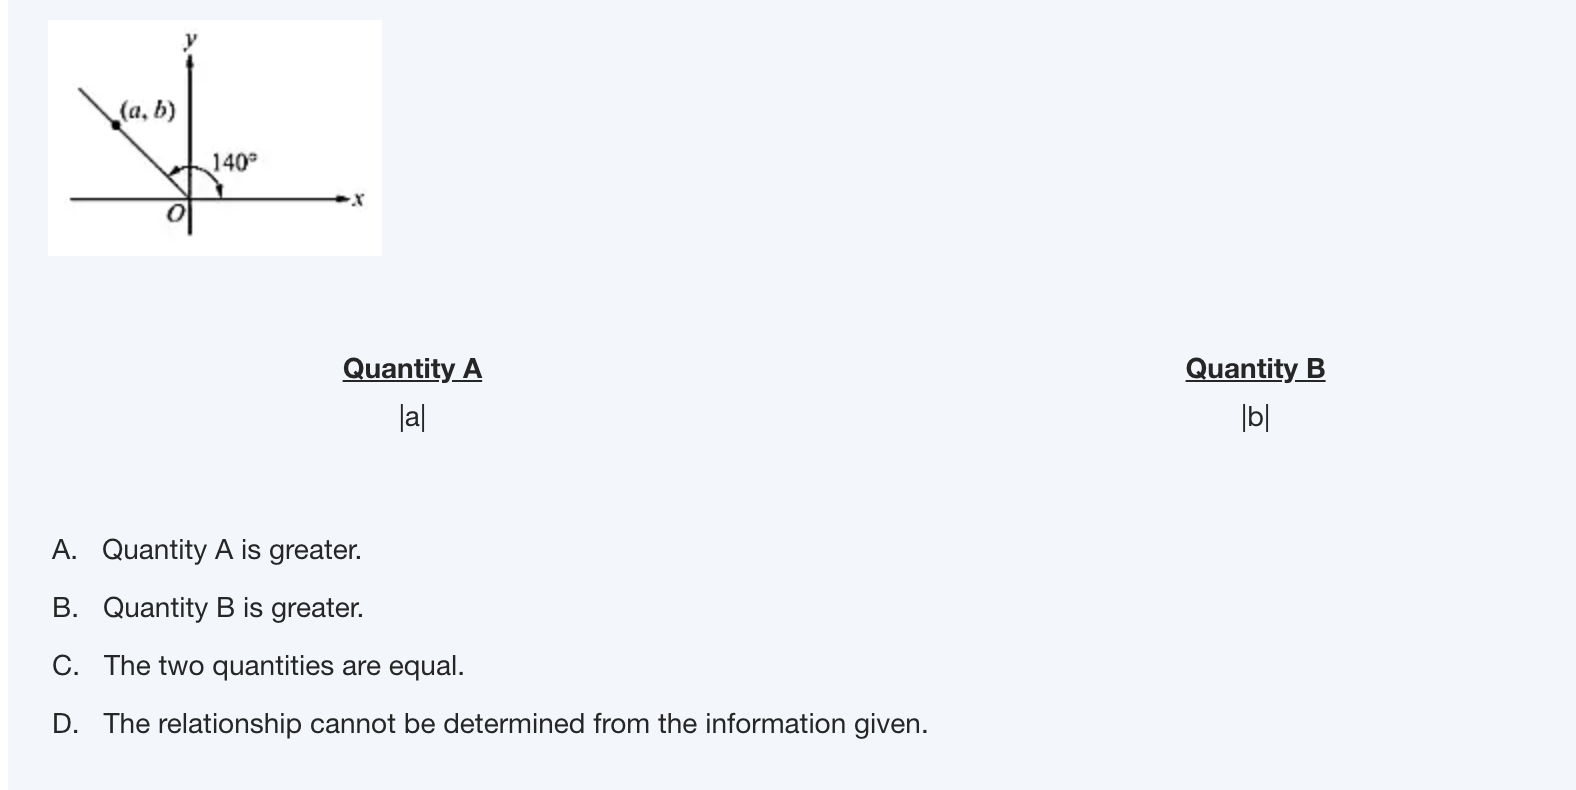 y
(a, b)
140°
x
O
Quantity A
Quantity B
|a|
|b|
A. Quantity A is greater.
B. Quantity B is greater.
C. The two quantities are equal.
D. The relationship cannot be determined from the information given.